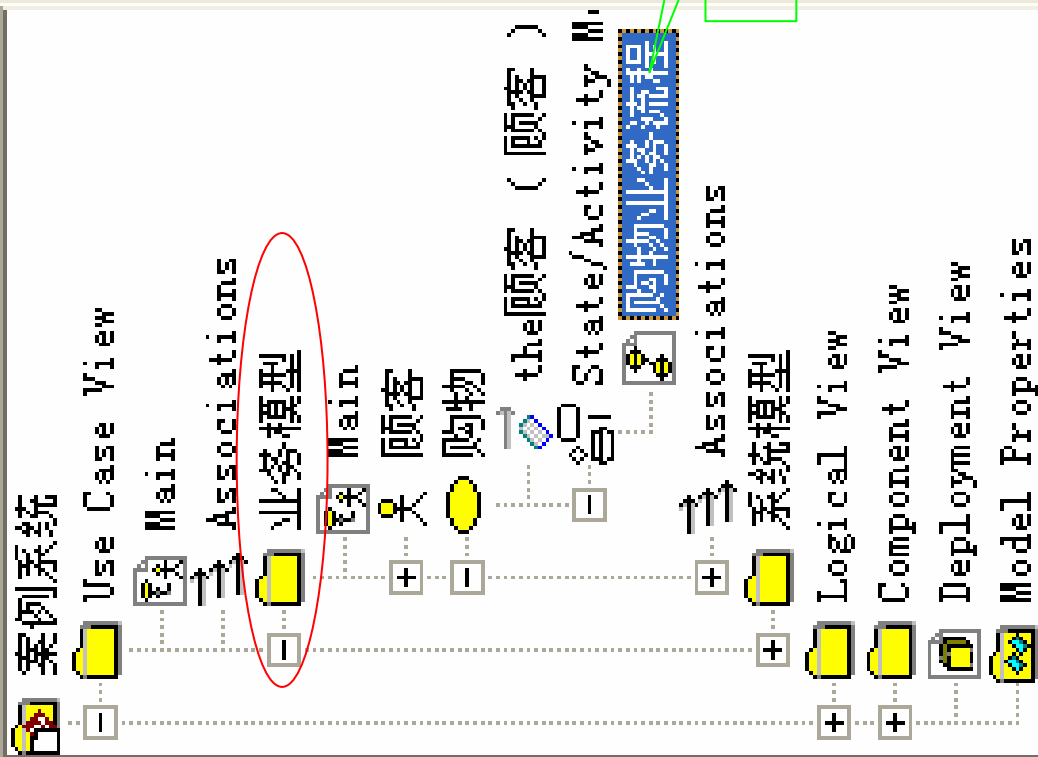 案例系统
Use Case View
Main
Associations
业务模型
Main
顾客
购物
the顾客 ( 顾客 )
State/Activity M
购物业务流程
Associations
系统模型
Logical View
Component View
Deployment View
Model Properties